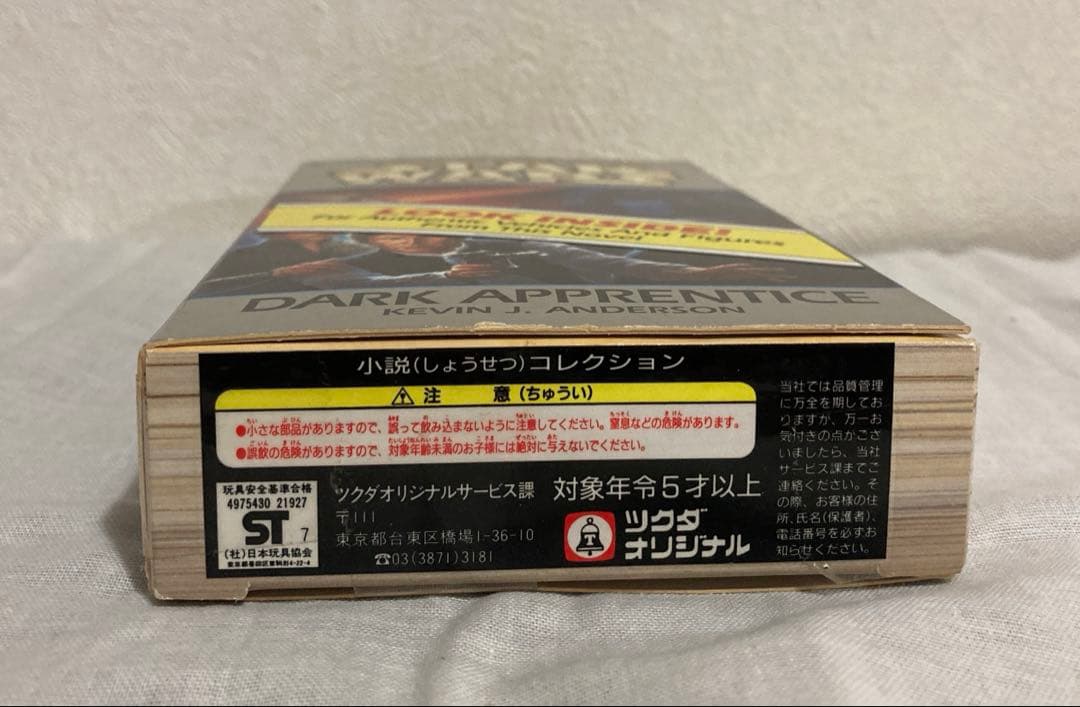 STAR
WARS
LOOK INSIDE!
For Authentic Vehicles And Figures
From This Novel
DARK APPRENTICE
KEVIN J. ANDERSON
小説(しょうせつ)コレクション
注 意(ちゅうい)
●小さな部品がありますので、誤って飲み込まないように注意してください。窒息などの危険があります。
●誤飲の危険がありますので、対象年齢未満のお子様には絶対に与えないでください。
玩具安全基準合格
4975430 21927
ST 7
(社)日本玩具協会
ツクダオリジナルサービス課
〒111
東京都台東区橋場1-36-10
☎03(3871)3181
対象年令5才以上
T
ツクダ
オリジナル
当社では品質管理
に万全を期してお
りますが、万一お
気付きの点がござ
いましたら、当社
サービス課までご
連絡ください。そ
の際、お客様の住
所、氏名(保護者)、
電話番号を必ずお
知らせください。